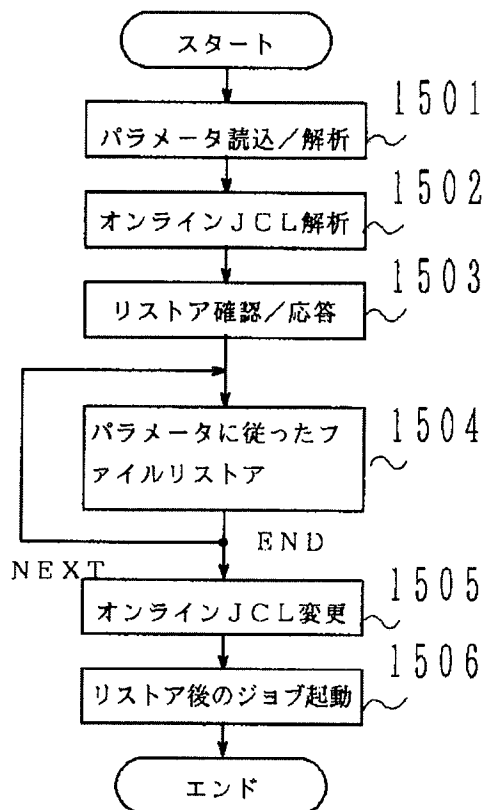 スタート
1501
パラメータ読込／解析
1502
オンラインＪＣＬ解析
1503
リストア確認／応答
1504
パラメータに従ったフ
ァイルリストア
END
NEXT
1505
オンラインＪＣＬ変更
1506
リストア後のジョブ起動
エンド